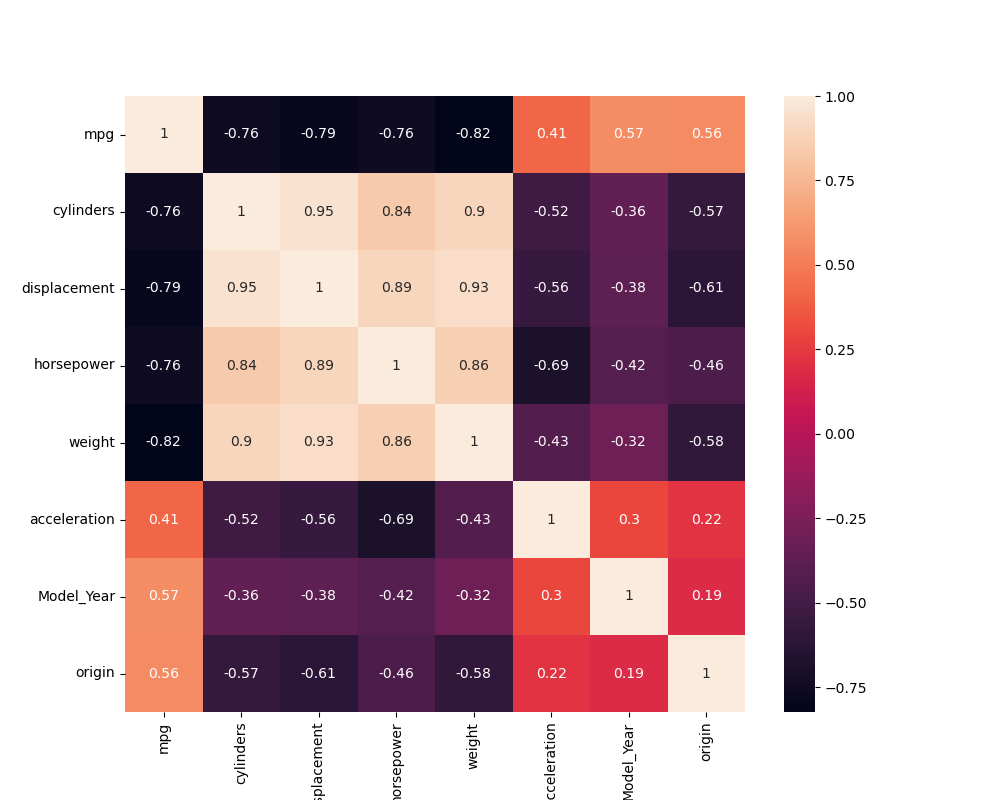 mpg 1 -0.76 -0.79 -0.76 -0.82 0.41 0.57 0.56
cylinders -0.76 1 0.95 0.84 0.9 -0.52 -0.36 -0.57
displacement -0.79 0.95 1 0.89 0.93 -0.56 -0.38 -0.61
horsepower -0.76 0.84 0.89 1 0.86 -0.69 -0.42 -0.46
weight -0.82 0.9 0.93 0.86 1 -0.43 -0.32 -0.58
acceleration 0.41 -0.52 -0.56 -0.69 -0.43 1 0.3 0.22
Model_Year 0.57 -0.36 -0.38 -0.42 -0.32 0.3 1 0.19
origin 0.56 -0.57 -0.61 -0.46 -0.58 0.22 0.19 1
mpg
cylinders
splacement
horsepower
weight
cceleration
Model_Year
origin
1.00
0.75
0.50
0.25
0.00
−0.25
−0.50
−0.75